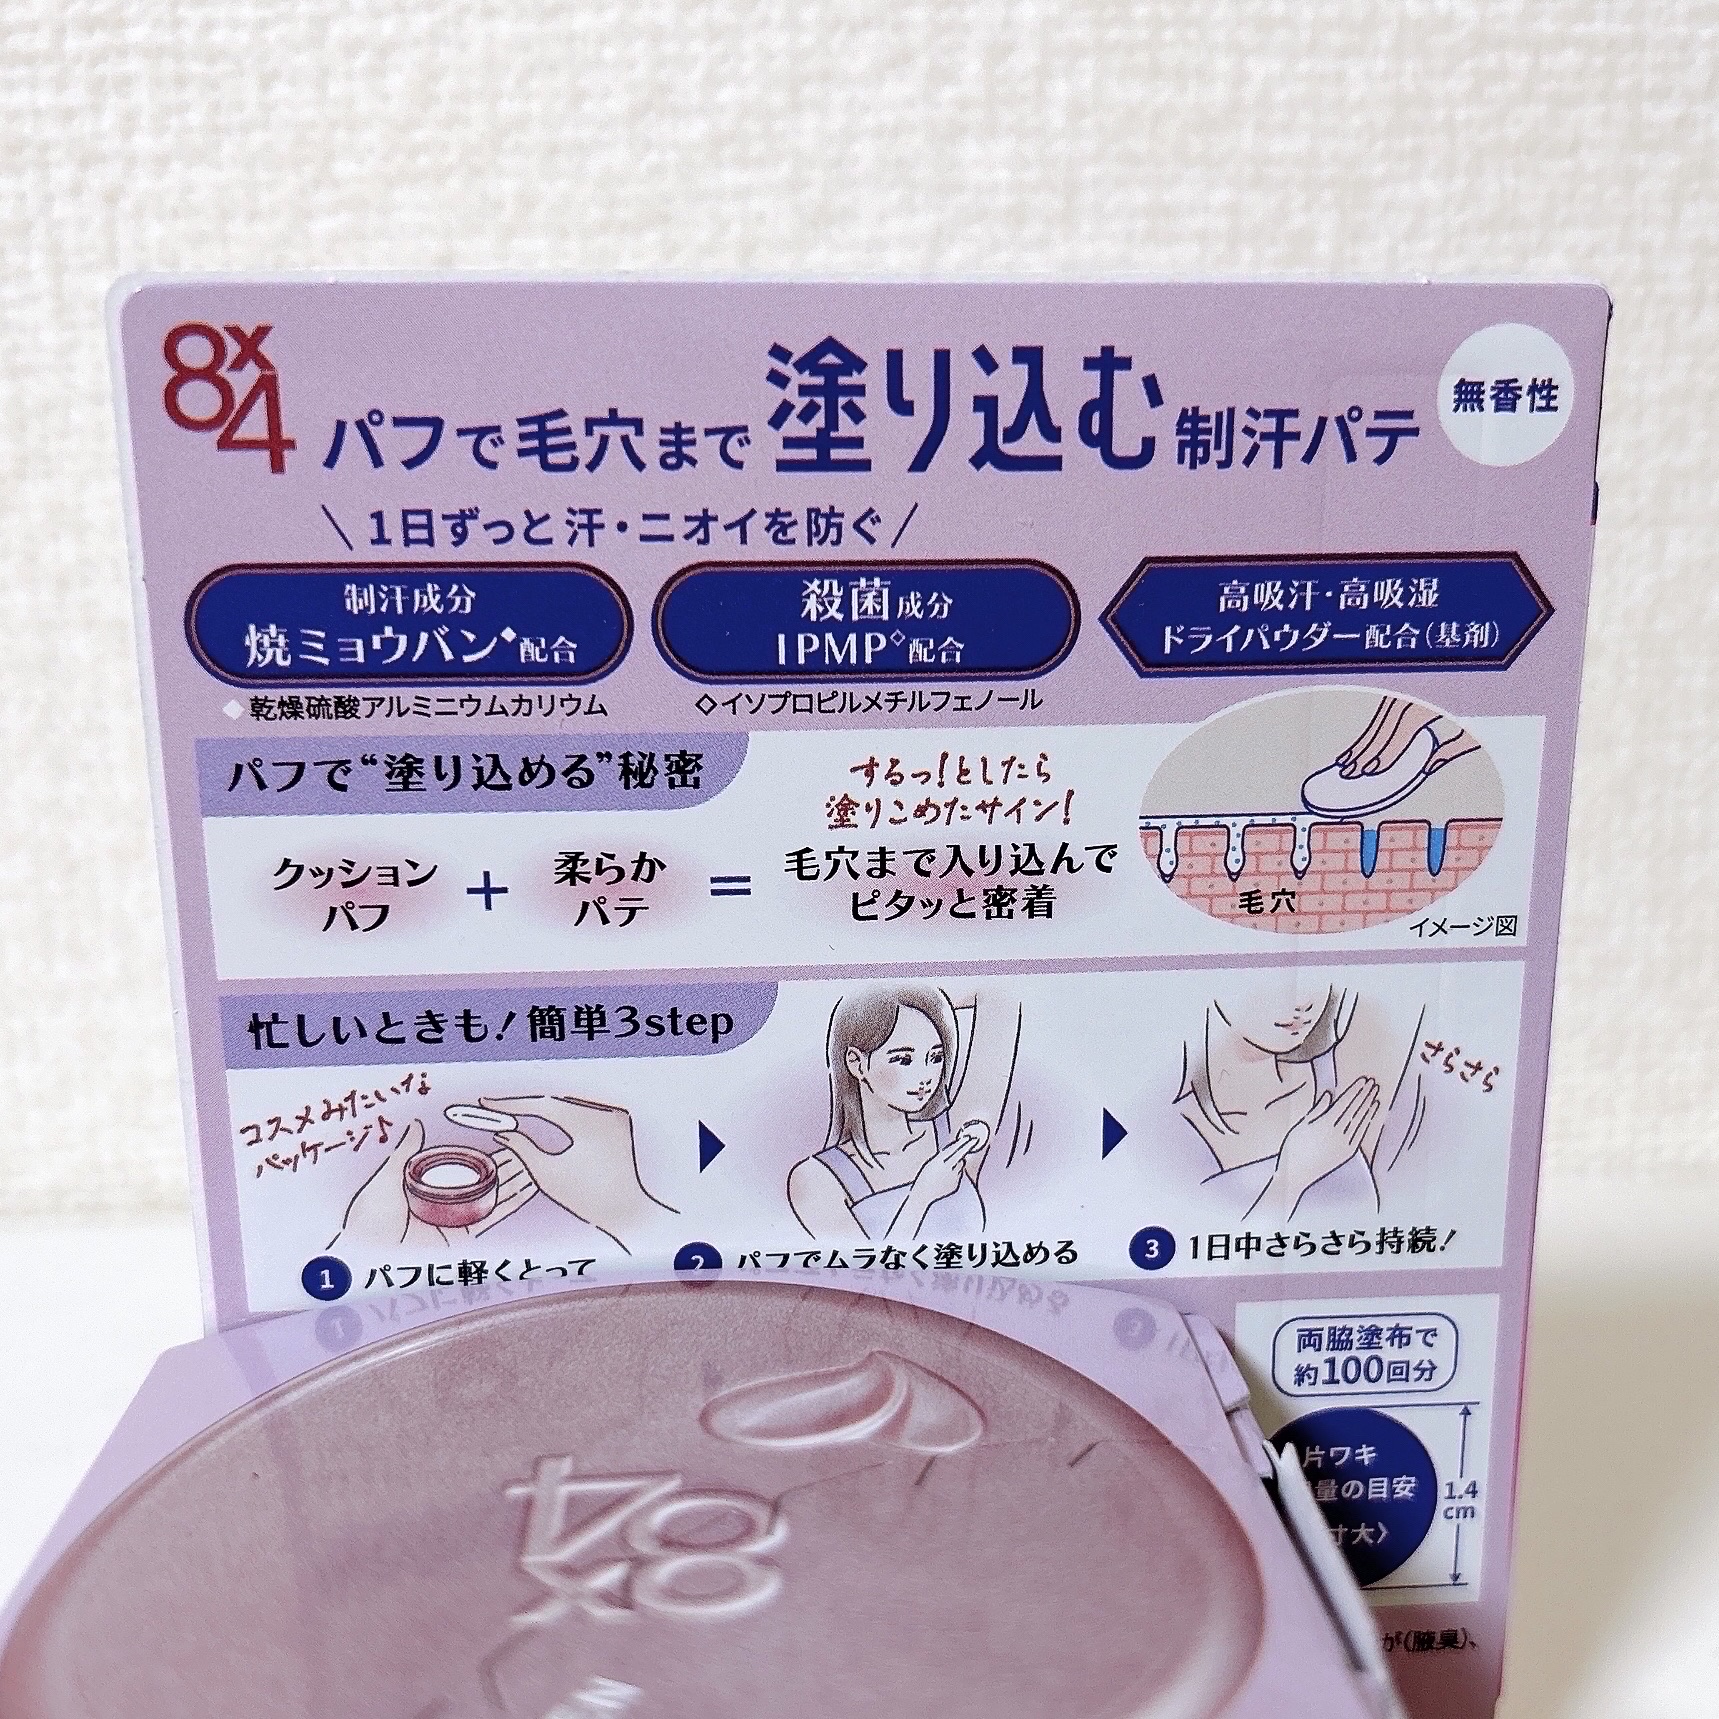 8x4
パフで毛穴まで塗り込む制汗パテ
無香性
\ 1日ずっと汗・ニオイを防ぐ /
制汗成分
焼ミョウバン◆配合
殺菌成分
IPMP◇配合
高吸汗・高吸湿
ドライパウダー配合(基剤)
◆乾燥硫酸アルミニウムカリウム
◇イソプロピルメチルフェノール
パフで“塗り込める”秘密
クッション
パフ
+
柔らか
パテ
=
するっ!としたら
塗りこめたサイン!
毛穴まで入り込んで
ピタッと密着
毛穴
イメージ図
忙しいときも!簡単3step
コスメみたいな
パッケージ♪
さらさら
1 パフに軽くとって
2 パフでムラなく塗り込める
3 1日中さらさら持続!
両脇塗布で
約100回分
片ワキ
量の目安
寸大〉
1.4
cm
が(腋臭)、
8x4